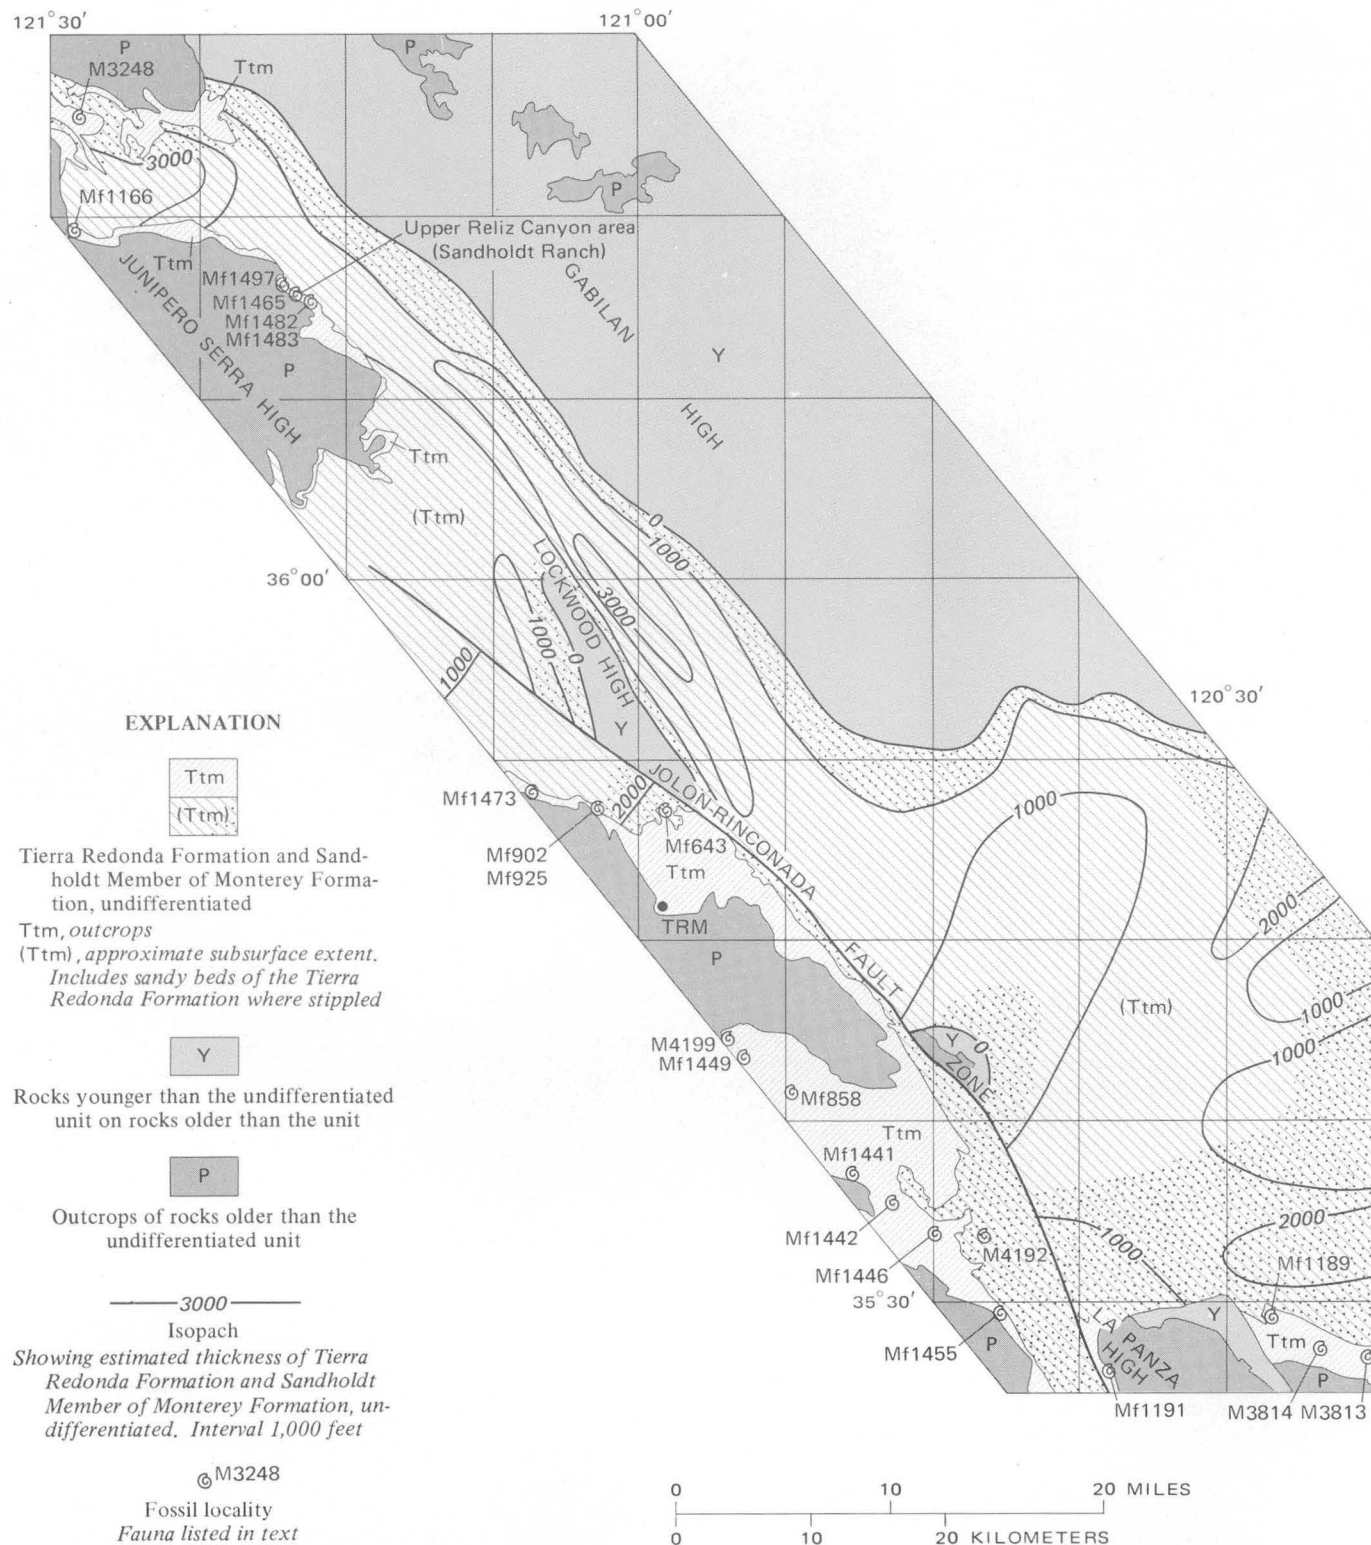 121°30′
121°00′
P
M3248
Ttm
P
3000
P
Mf1166
Upper Reliz Canyon area
(Sandholdt Ranch)
Ttm
Mf1497
Mf1465
Mf1482
Mf1483
JUNIPERO SERRA HIGH
P
GABILAN
HIGH
Y
Ttm
(Ttm)
0
1000
36°00′
LOCKWOOD HIGH
3000
1000
0
1000
Y
120°30′
JOLON-RINCONADA
FAULT
ZONE
Mf1473
2000
Mf902
Mf925
Mf643
Ttm
TRM
P
1000
2000
(Ttm)
1000
1000
Y
0
M4199
Mf1449
Mf858
Ttm
Mf1441
Mf1442
Mf1446
M4192
1000
2000
Mf1189
35°30′
Y
LA PANZA
HIGH
Ttm
Mf1455
P
P
Mf1191
M3814
M3813
EXPLANATION
Ttm
(Ttm)
Tierra Redonda Formation and Sand-
holdt Member of Monterey Forma-
tion, undifferentiated
Ttm, outcrops
(Ttm), approximate subsurface extent.
Includes sandy beds of the Tierra
Redonda Formation where stippled
Y
Rocks younger than the undifferentiated
unit on rocks older than the unit
P
Outcrops of rocks older than the
undifferentiated unit
3000
Isopach
Showing estimated thickness of Tierra
Redonda Formation and Sandholdt
Member of Monterey Formation, un-
differentiated. Interval 1,000 feet
M3248
Fossil locality
Fauna listed in text
0 10 20 MILES
0 10 20 KILOMETERS